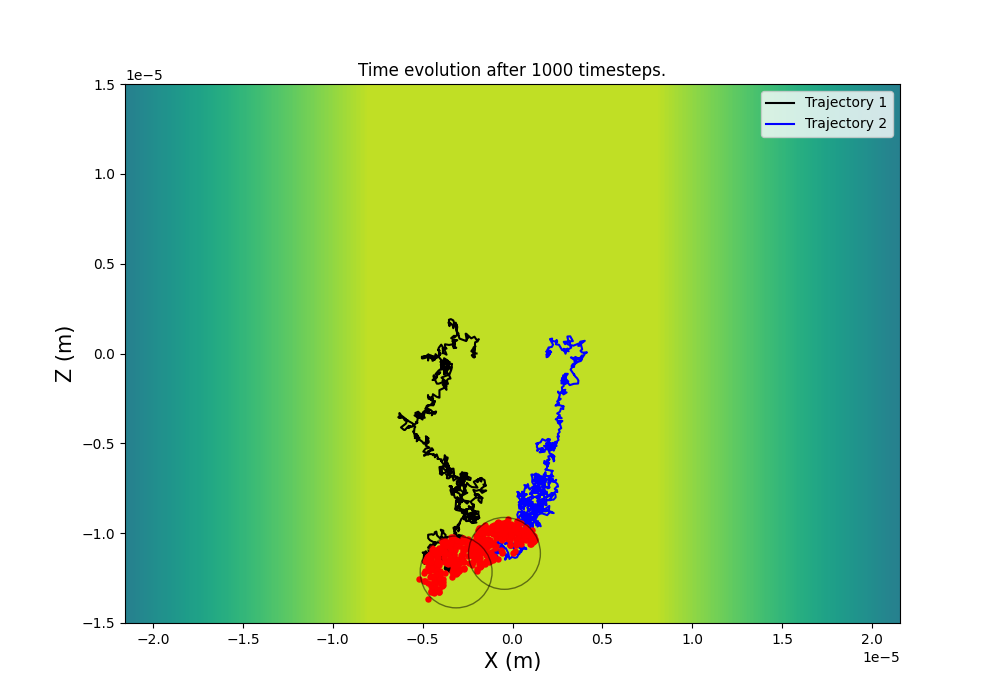 Time evolution after 1000 timesteps.
1e−5
Trajectory 1
Trajectory 2
1.5
1.0
0.5
0.0
−0.5
−1.0
−1.5
Z (m)
−2.0 −1.5 −1.0 −0.5 0.0 0.5 1.0 1.5 2.0
1e−5
X (m)